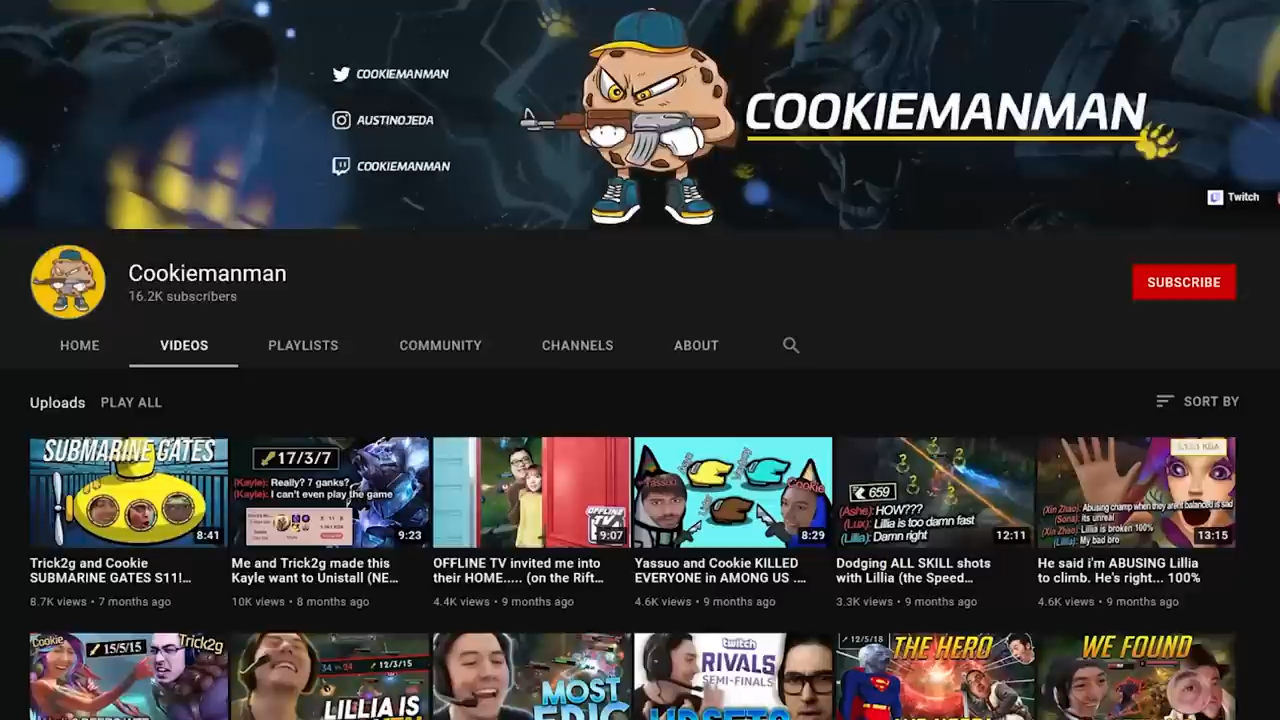 COOKIEMANMAN
AUSTINOJEDA
COOKIEMANMAN
COOKIEMANMAN
Twitch
Cookiemanman
16.2K subscribers
SUBSCRIBE
HOME
VIDEOS
PLAYLISTS
COMMUNITY
CHANNELS
ABOUT
Uploads
PLAY ALL
SORT BY
SUBMARINE GATES
8:41
Trick2g and Cookie
SUBMARINE GATES S11!...
8.7K views • 7 months ago
17/3/7
(Kayle): Really? 7 ganks?
(Kayle): I can't even play the game
9:23
Me and Trick2g made this
Kayle want to Unistall (NE...
10K views • 8 months ago
OFFLINE
TV
9:07
OFFLINE TV invited me into
their HOME..... (on the Rift...
4.4K views • 9 months ago
Yassuo
Cookie
8:29
Yassuo and Cookie KILLED
EVERYONE in AMONG US ....
4.6K views • 9 months ago
659
(Ashe): HOW???
(Lux): Lillia is too damn fast
(Lillia): Damn right
12:11
Dodging ALL SKILL shots
with Lillia (the Speed...
3.3K views • 9 months ago
(Xin Zhao): Abusing champ when they arent balanced is sad
(Sona): its unreal
(Xin Zhao): Lillia is broken 100%
(Lillia): My bad bro
13:15
He said i'm ABUSING Lillia
to climb. He's right... 100%
4.6K views • 9 months ago
Cookie
15/5/15
Trick2g
34 vs 24
12/3/15
LILLIA IS
MOST
EPIC
twitch
RIVALS
SEMI-FINALS
UPSETS
12/5/18
THE HERO
WE FOUND